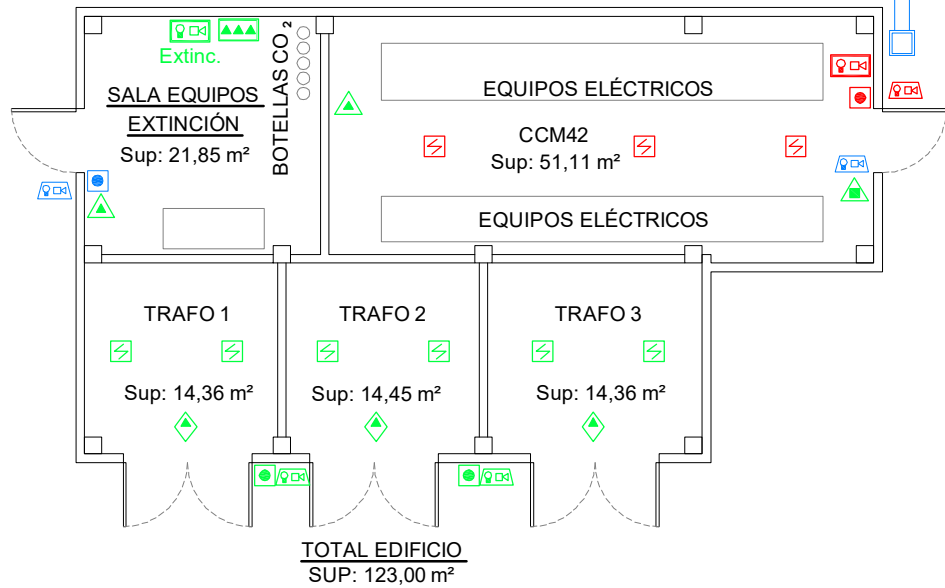 Extinc.
SALA EQUIPOS
EXTINCIÓN
Sup: 21,85 m²
BOTELLAS CO₂
EQUIPOS ELÉCTRICOS
CCM42
Sup: 51,11 m²
EQUIPOS ELÉCTRICOS
TRAFO 1
Sup: 14,36 m²
TRAFO 2
Sup: 14,45 m²
TRAFO 3
Sup: 14,36 m²
TOTAL EDIFICIO
SUP: 123,00 m²